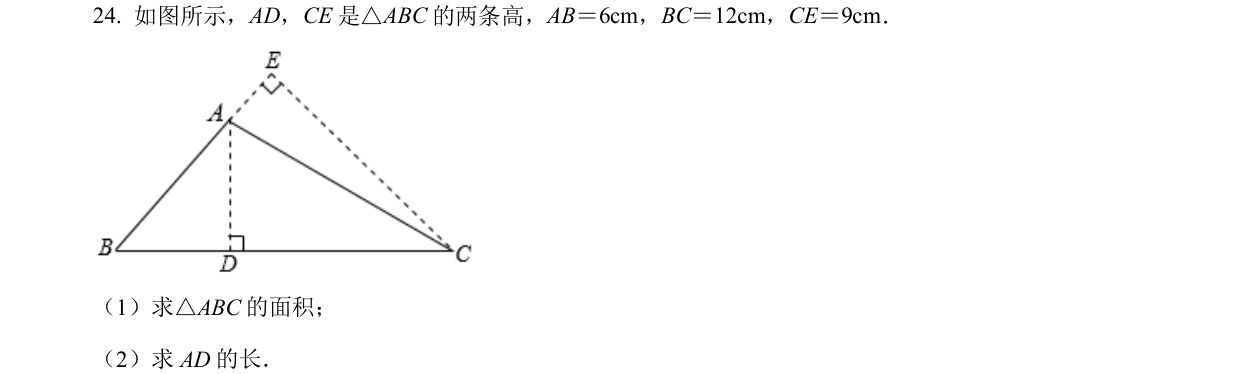 24. 如图所示，AD，CE 是△ABC 的两条高，AB＝6cm，BC＝12cm，CE＝9cm．
E
A
B
D
C
（1）求△ABC 的面积；
（2）求 AD 的长．